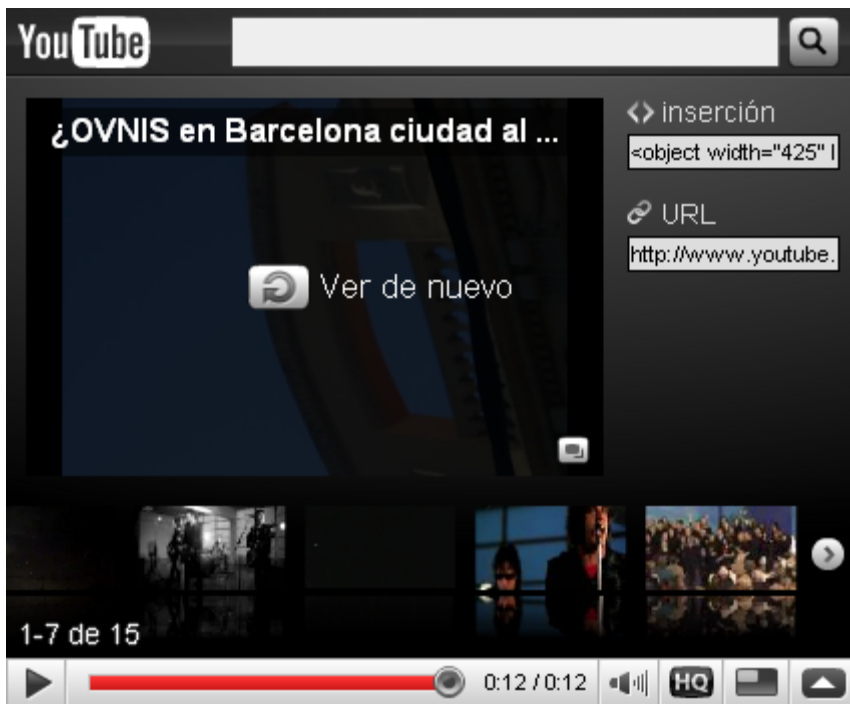 YouTube
¿OVNIS en Barcelona ciudad al ...
inserción
<object width="425"
URL
http://www.youtube.
Ver de nuevo
1-7 de 15
0:12 / 0:12
HQ